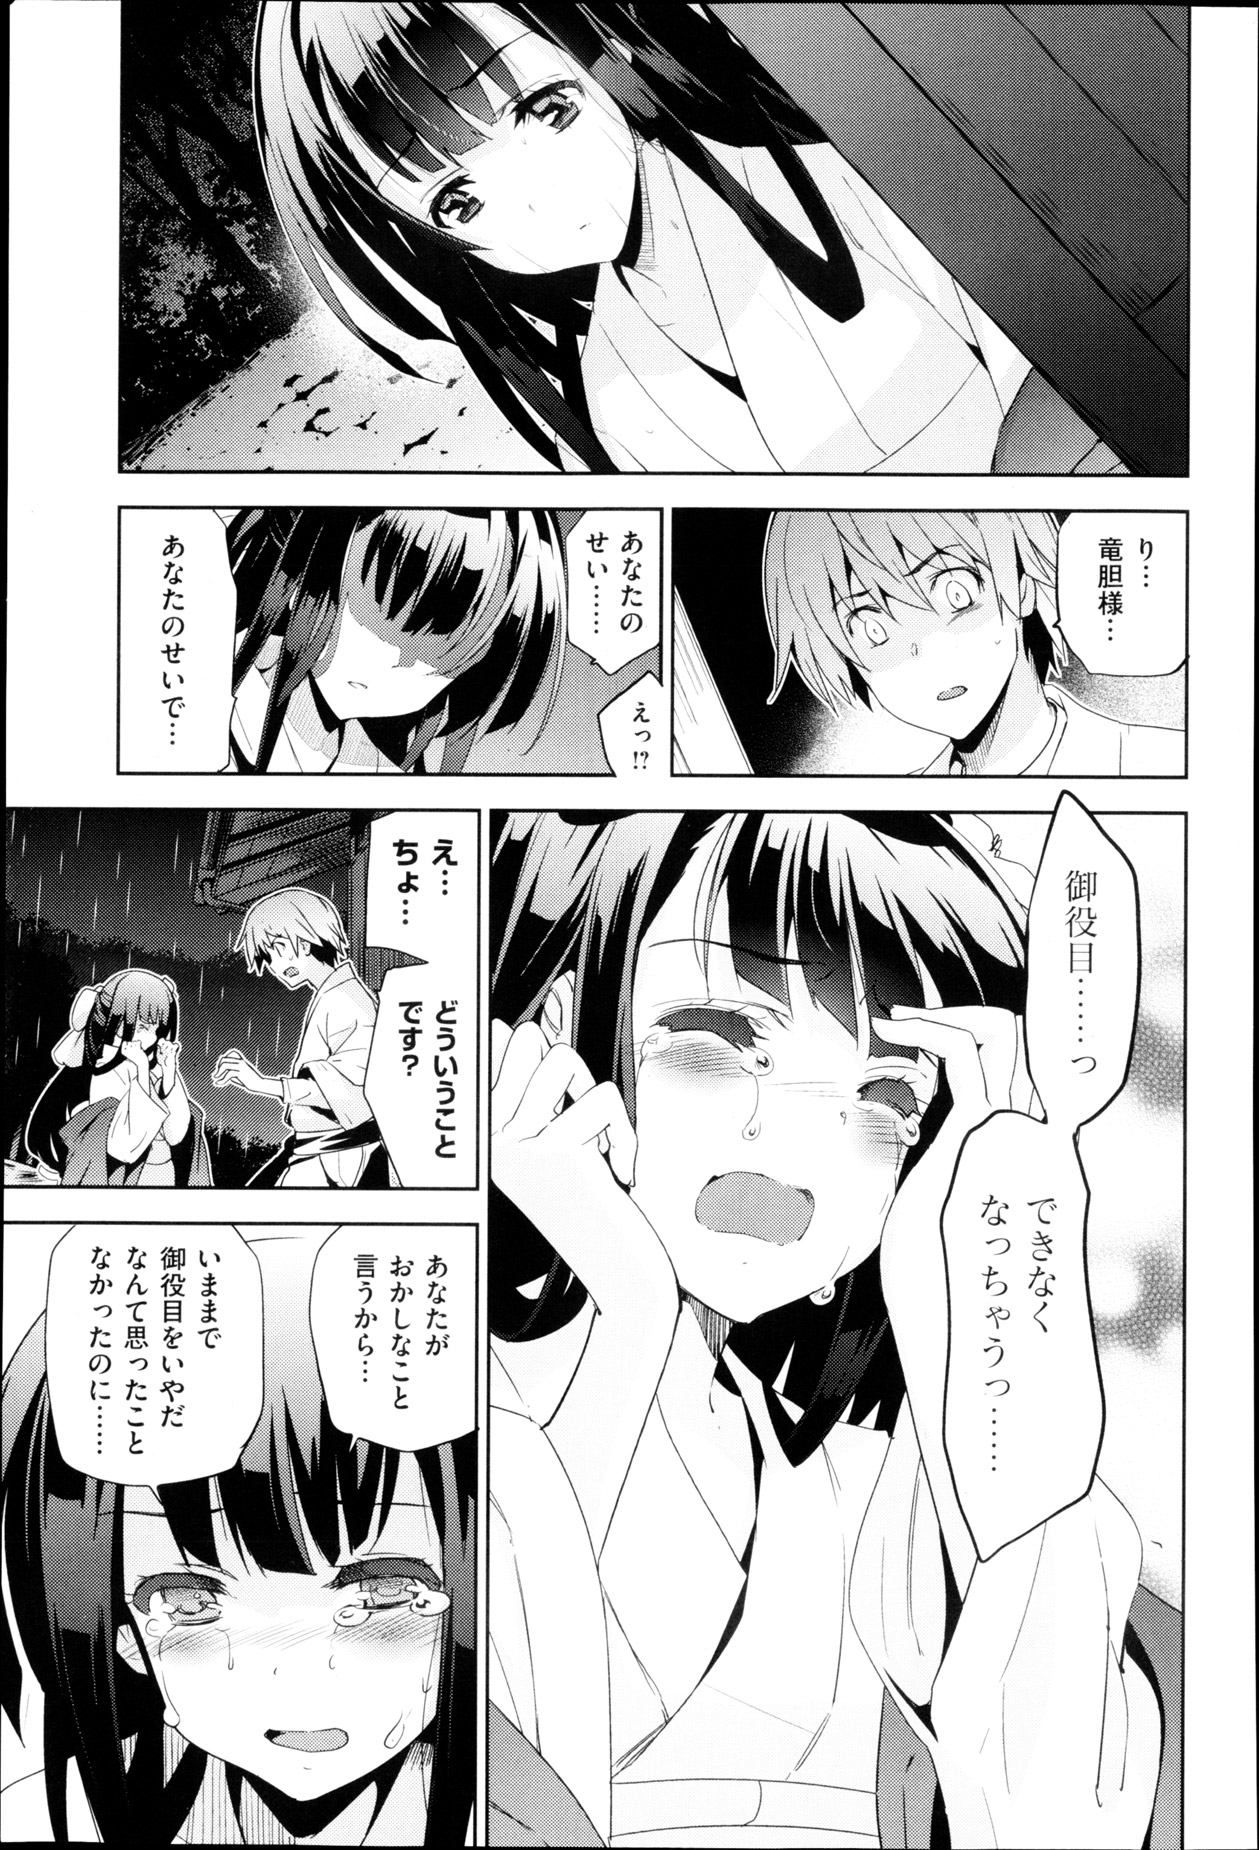 り…
竜胆様…
あなたの
せい……
えっ!?
あなたのせいで…
御役目……っ
できなく
なっちゃうっ……
え…
ちょ…
どういうこと
です?
あなたが
おかしなこと
言うから…
いままで
御役目をいやだ
なんて思ったこと
なかったのに……